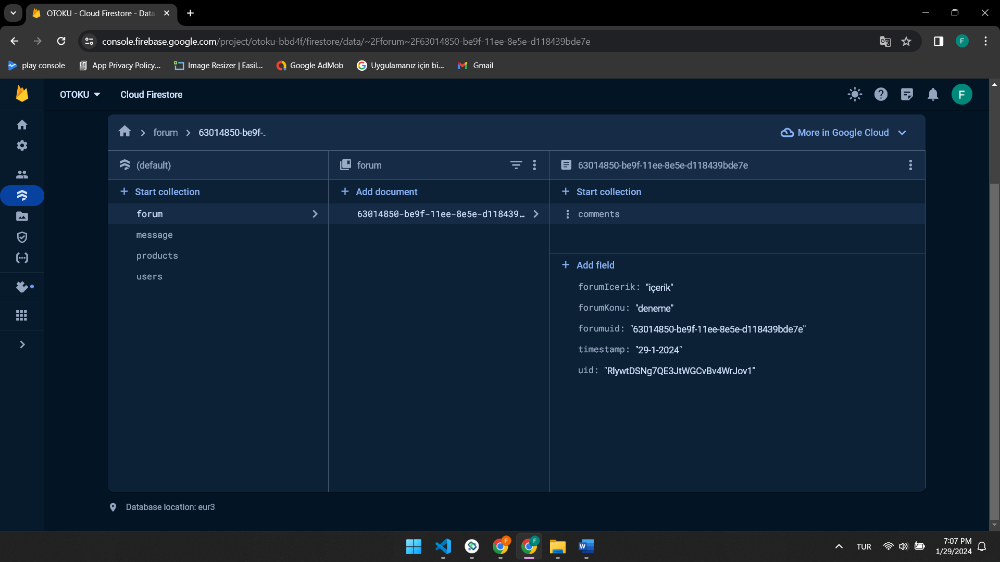 OTOKU - Cloud Firestore - Data
console.firebase.google.com/project/otoku-bbd4f/firestore/data/~2Fforum~2F63014850-be9f-11ee-8e5e-d118439bde7e
F
play console
App Privacy Policy...
Image Resizer | Easil...
Google AdMob
Uygulamanız için bi...
Gmail
OTOKU
Cloud Firestore
F
forum
63014850-be9f-..
More in Google Cloud
(default)
forum
63014850-be9f-11ee-8e5e-d118439bde7e
+ Start collection
+ Add document
+ Start collection
forum
63014850-be9f-11ee-8e5e-d118439…
comments
message
products
users
+ Add field
forumIcerik: "içerik"
forumKonu: "deneme"
forumuid: "63014850-be9f-11ee-8e5e-d118439bde7e"
timestamp: "29-1-2024"
uid: "RlywtDSNg7QE3JtWGCvBv4WrJov1"
Database location: eur3
F
F
W
TUR
7:07 PM
1/29/2024